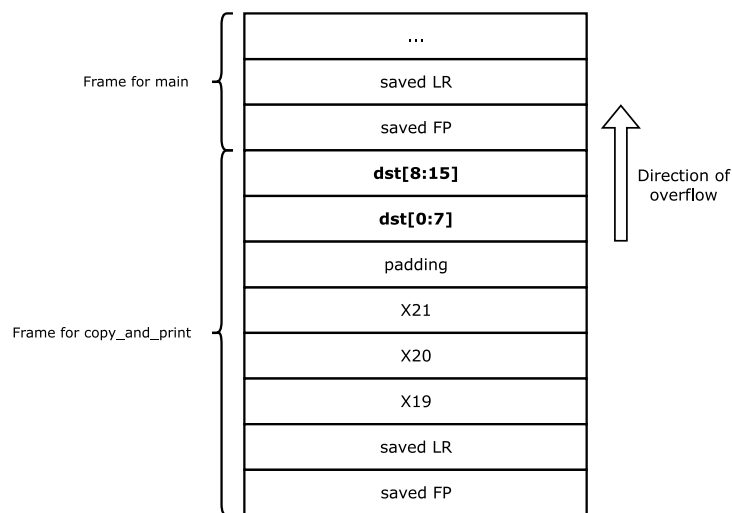 ...
Frame for main
saved LR
saved FP
dst[8:15]
Direction of
overflow
dst[0:7]
padding
X21
Frame for copy_and_print
X20
X19
saved LR
saved FP